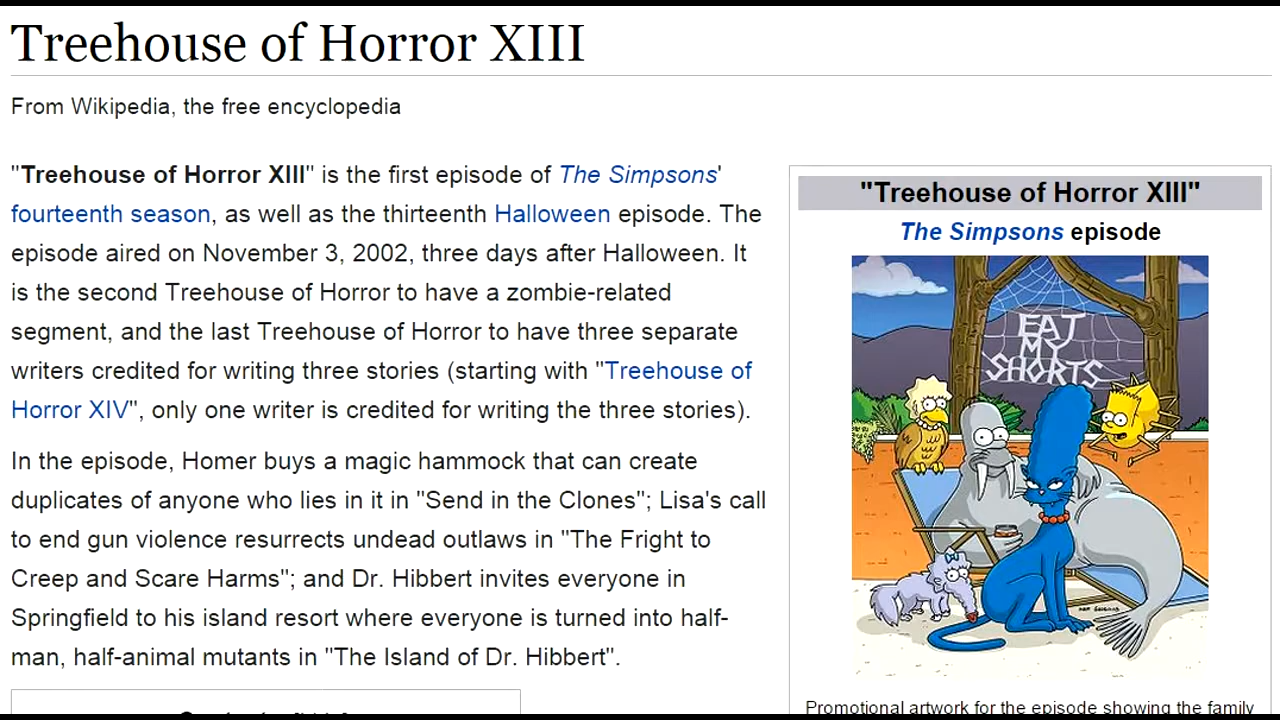 Treehouse of Horror XIII
From Wikipedia, the free encyclopedia
"Treehouse of Horror XIII" is the first episode of The Simpsons'
fourteenth season, as well as the thirteenth Halloween episode. The
episode aired on November 3, 2002, three days after Halloween. It
is the second Treehouse of Horror to have a zombie-related
segment, and the last Treehouse of Horror to have three separate
writers credited for writing three stories (starting with "Treehouse of
Horror XIV", only one writer is credited for writing the three stories).
In the episode, Homer buys a magic hammock that can create
duplicates of anyone who lies in it in "Send in the Clones"; Lisa's call
to end gun violence resurrects undead outlaws in "The Fright to
Creep and Scare Harms"; and Dr. Hibbert invites everyone in
Springfield to his island resort where everyone is turned into half-
man, half-animal mutants in "The Island of Dr. Hibbert".
"Treehouse of Horror XIII"
The Simpsons episode
EAT
MY
SHORTS
Promotional artwork for the episode showing the family